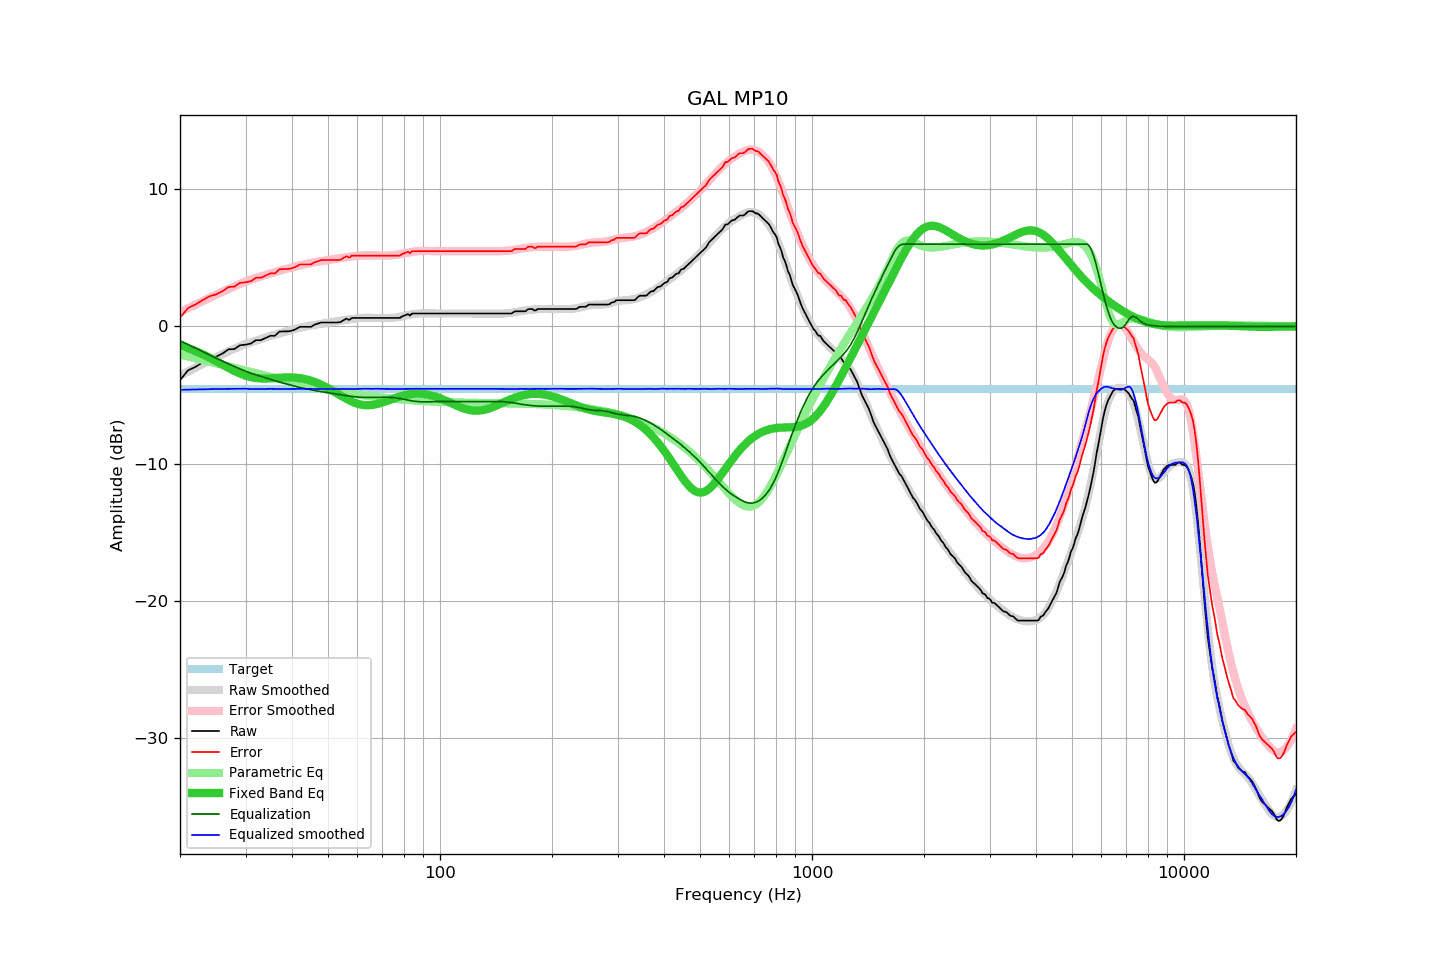 GAL MP10
10
0
−10
−20
−30
Amplitude (dBr)
Target
Raw Smoothed
Error Smoothed
Raw
Error
Parametric Eq
Fixed Band Eq
Equalization
Equalized smoothed
100
1000
10000
Frequency (Hz)